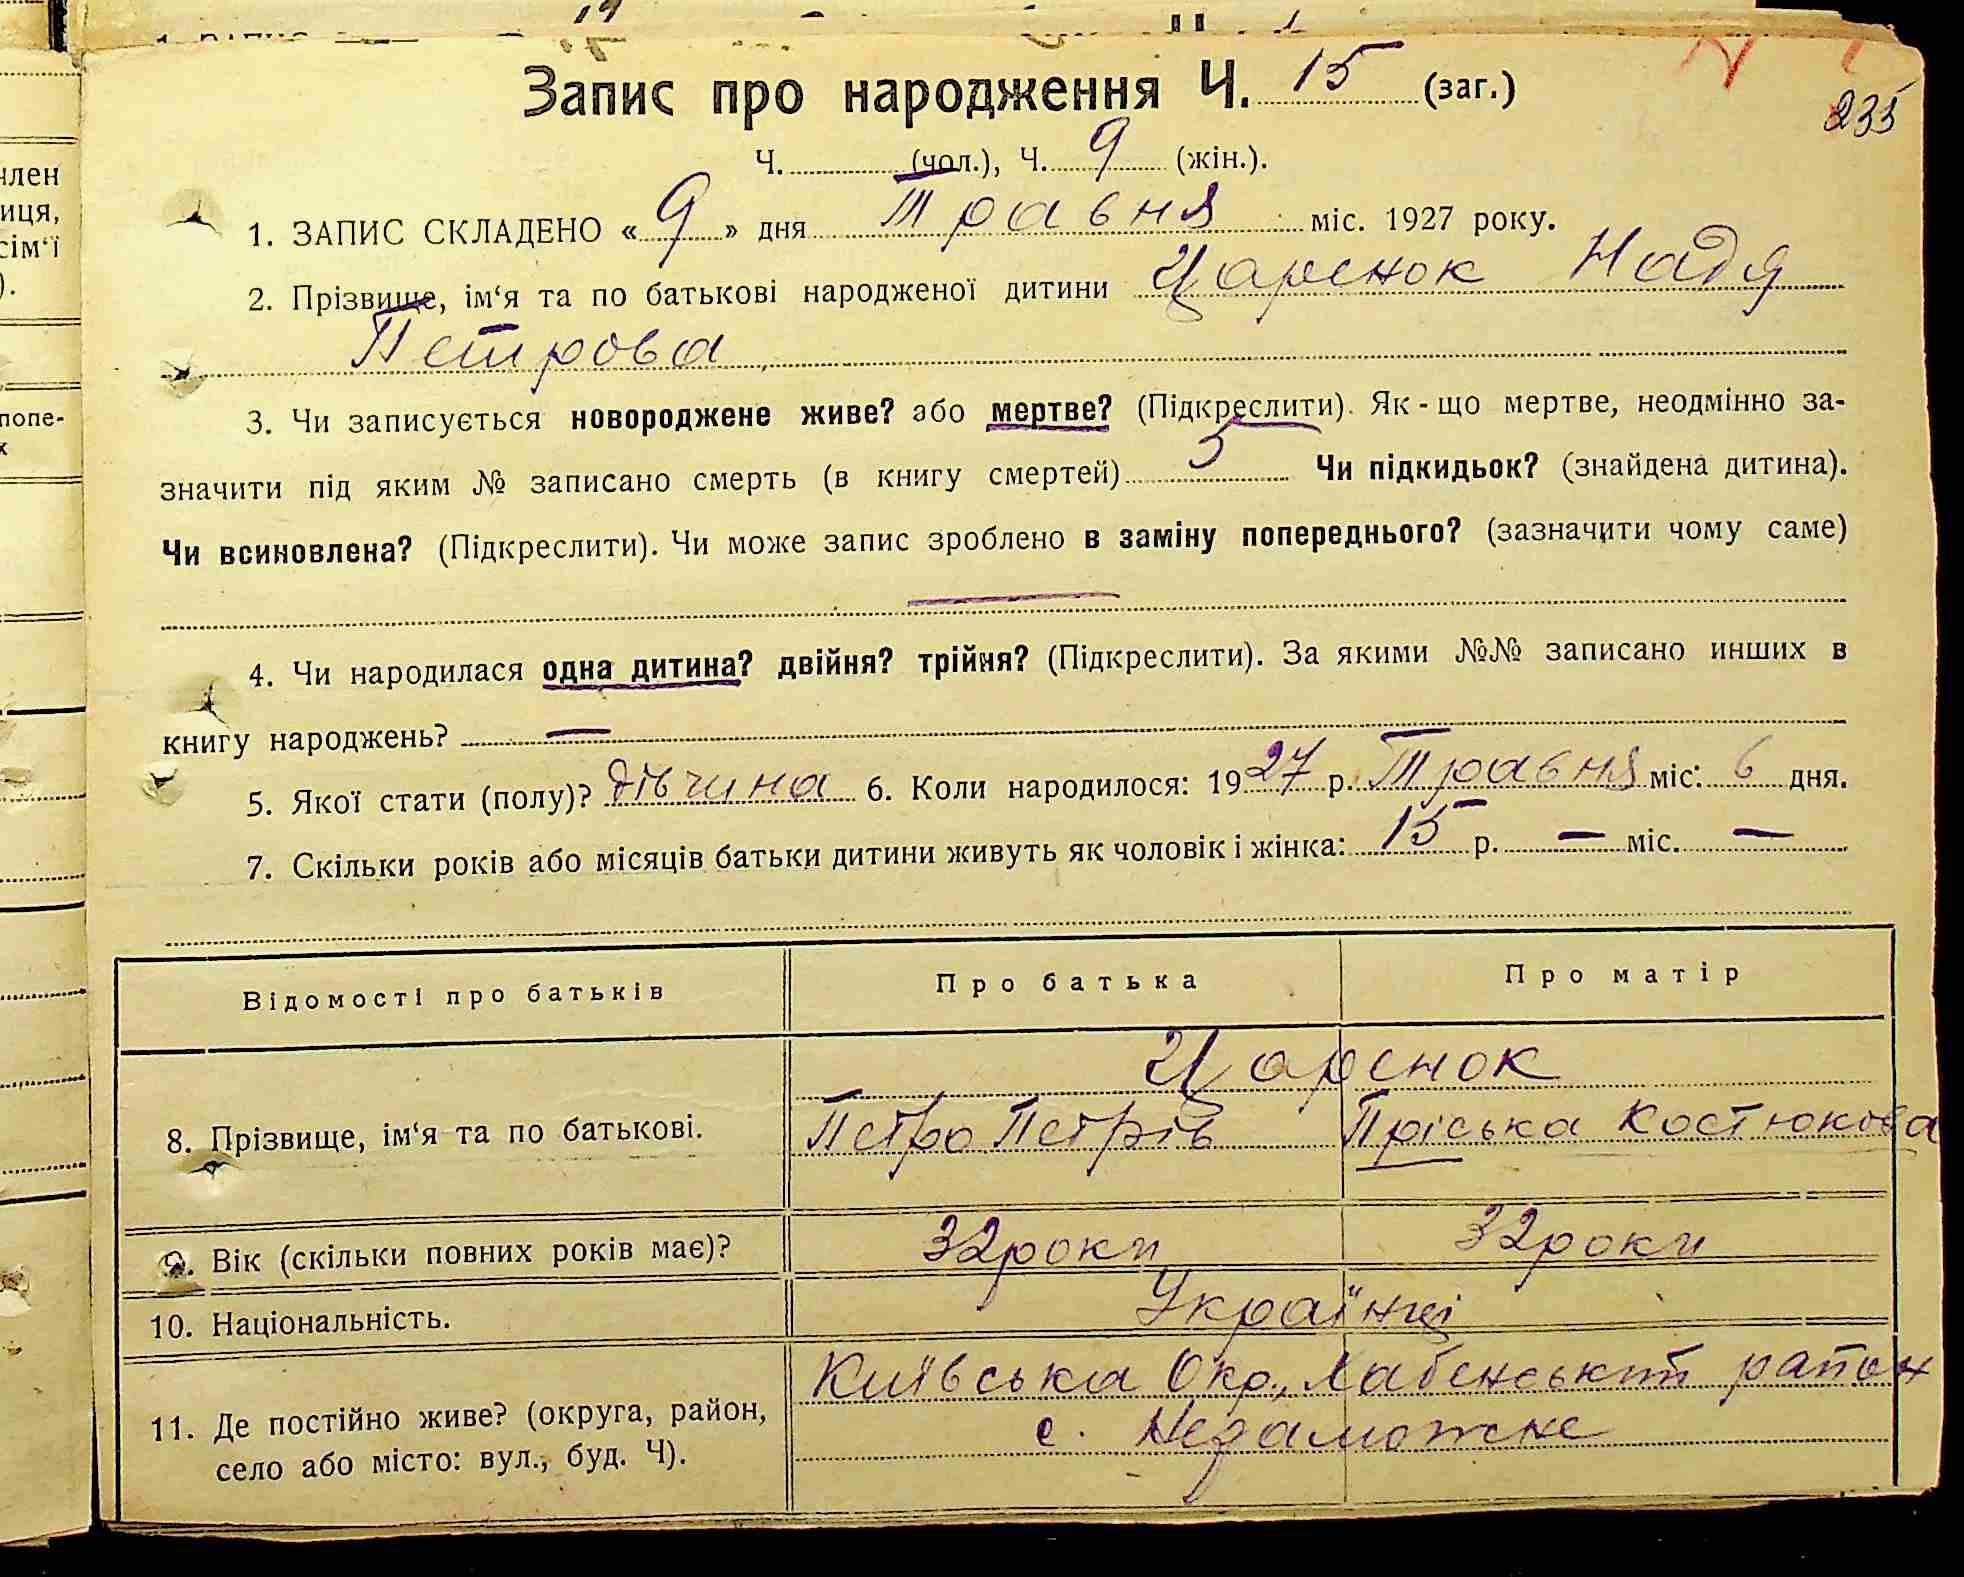 Запис про народження Ч. 15 (заг.)
235
Ч. (чол.), Ч. 9 (жін.).
1. ЗАПИС СКЛАДЕНО « 9 » дня Травня міс. 1927 року.
2. Прізвище, ім‘я та по батькові народженої дитини Царенок Надя
Петрова
3. Чи записується новороджене живе? або мертве? (Підкреслити). Як-що мертве, неодмінно за-
значити під яким № записано смерть (в книгу смертей) 5 Чи підкидьок? (знайдена дитина).
Чи всиновлена? (Підкреслити). Чи може запис зроблено в заміну попереднього? (зазначити чому саме)
—
4. Чи народилася одна дитина? двійня? трійня? (Підкреслити). За якими №№ записано инших в
книгу народжень? —
5. Якої стати (полу)? дівчина 6. Коли народилося: 1927 р. Травня міс. 6 дня.
7. Скільки років або місяців батьки дитини живуть як чоловік і жінка: 15 р. — міс. —
Відомості про батьків Про батька Про матір
Царенок
8. Прізвище, ім‘я та по батькові. Петро Петрів Пріська Костюкова
9. Вік (скільки повних років має)? 32 роки 32 роки
10. Національність. Українці
11. Де постійно живе? (округа, район, Київська Окр., Хабенський район
село або місто: вул., буд. Ч). с. Незаможне
член
иця,
сім‘ї
).
попе-
х